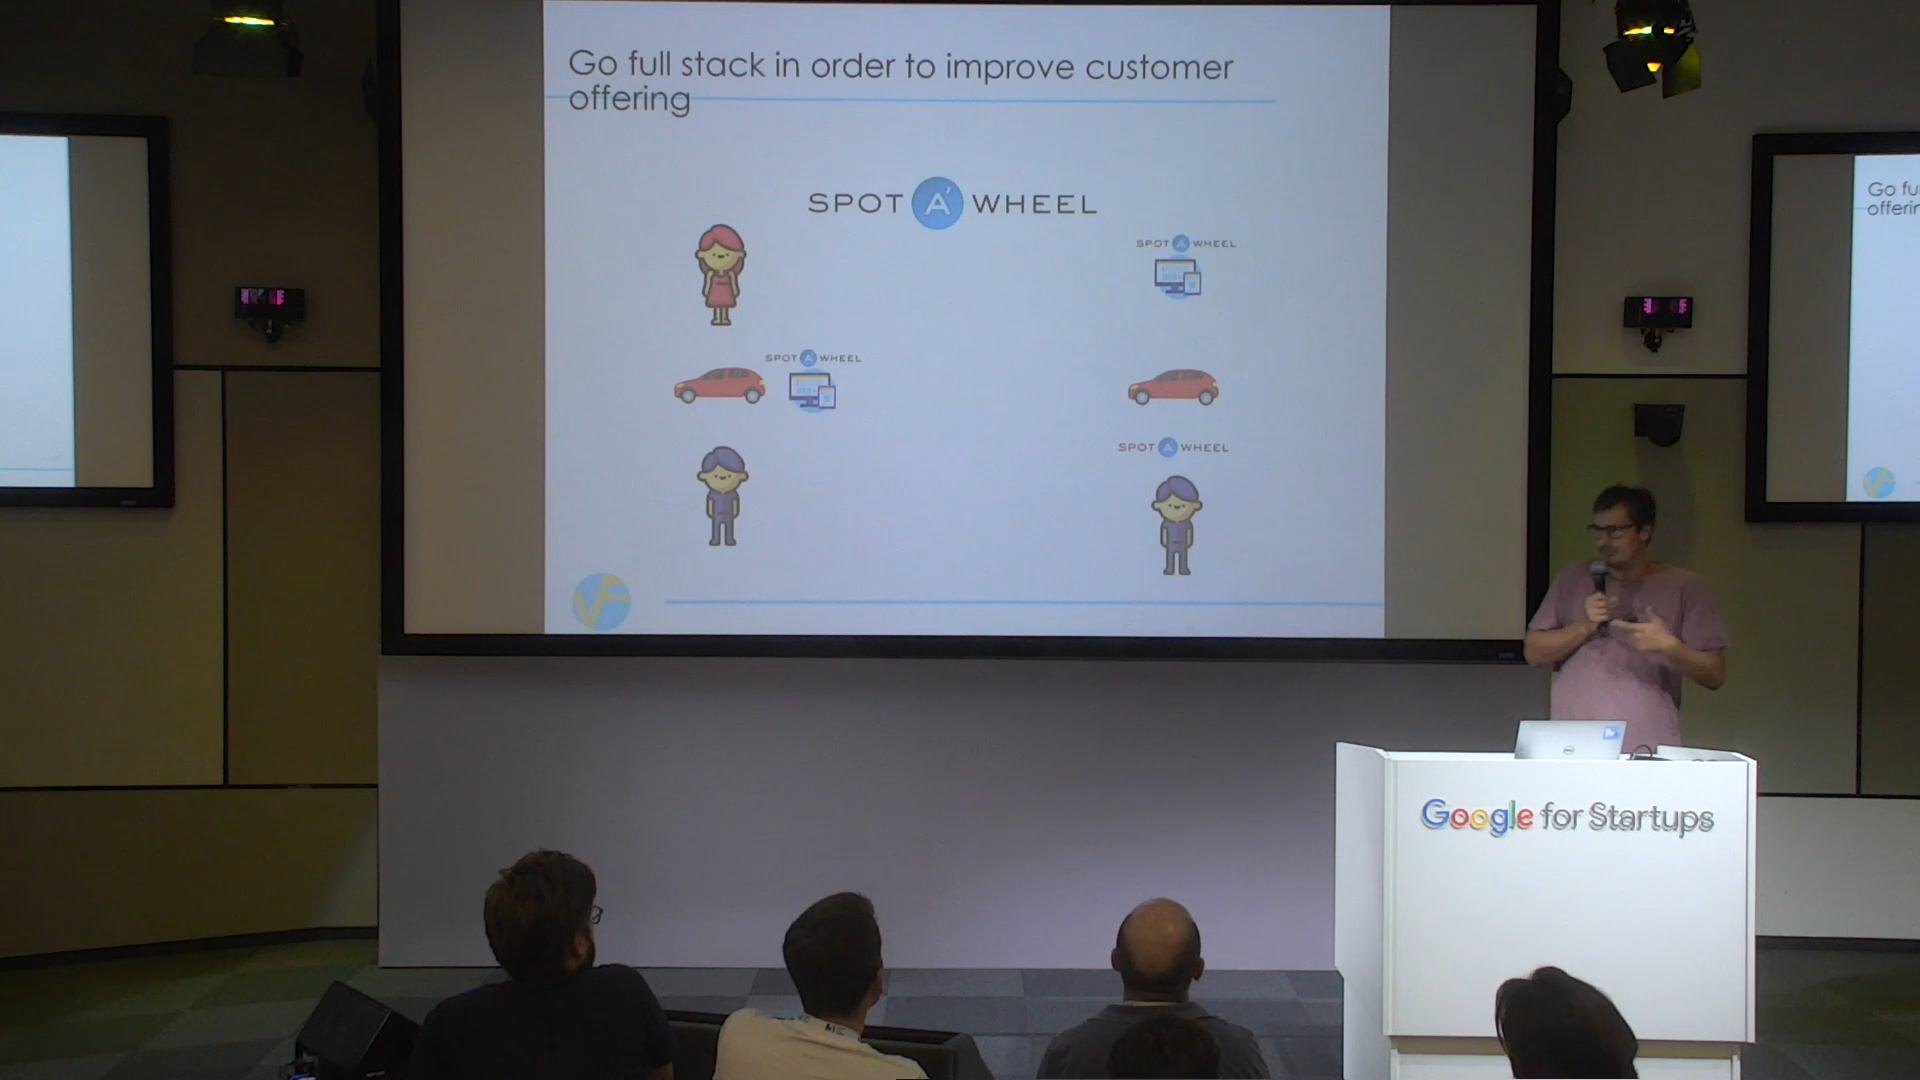 Go full stack in order to improve customer
offering
SPOT A WHEEL
SPOT A WHEEL
SPOT A WHEEL
SPOT A WHEEL
Go fu
offerin
Google for Startups